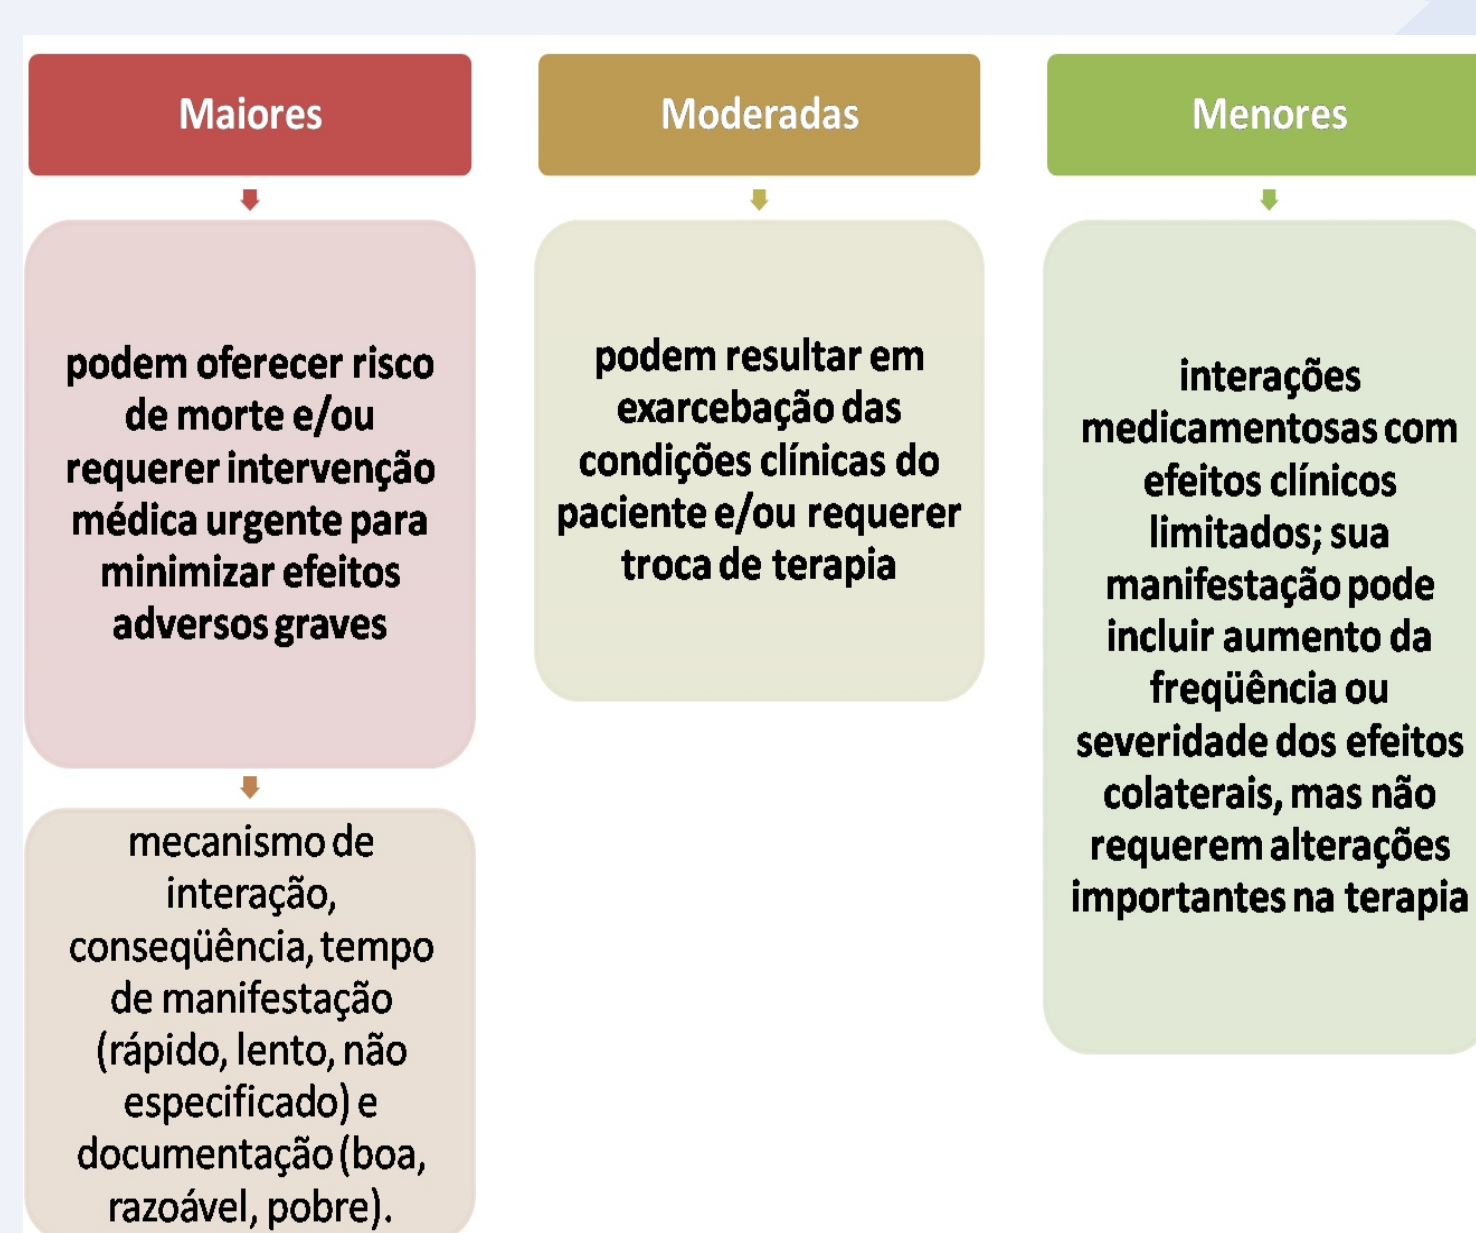 Maiores
podem oferecer risco
de morte e/ou
requerer intervenção
médica urgente para
minimizar efeitos
adversos graves
mecanismo de
interação,
conseqüência, tempo
de manifestação
(rápido, lento, não
especificado) e
documentação (boa,
razoável, pobre).
Moderadas
podem resultar em
exarcebação das
condições clínicas do
paciente e/ou requerer
troca de terapia
Menores
interações
medicamentosas com
efeitos clínicos
limitados; sua
manifestação pode
incluir aumento da
freqüência ou
severidade dos efeitos
colaterais, mas não
requerem alterações
importantes na terapia